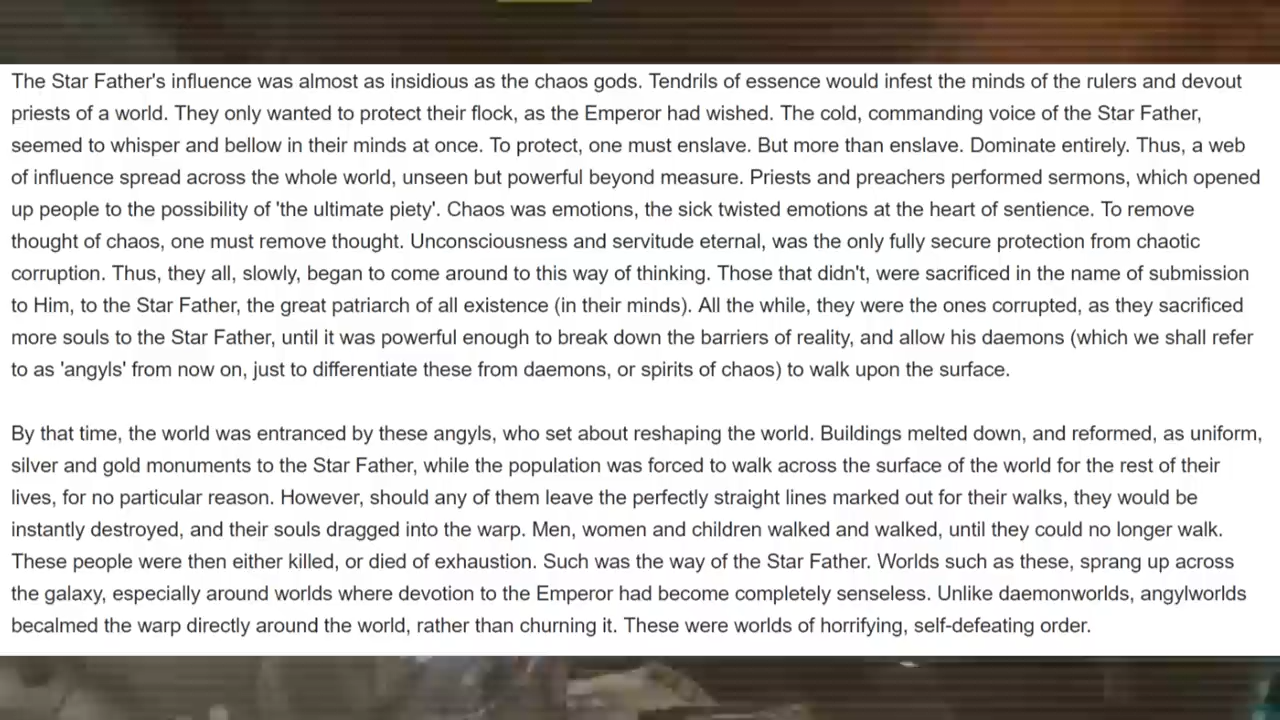 The Star Father's influence was almost as insidious as the chaos gods. Tendrils of essence would infest the minds of the rulers and devout
priests of a world. They only wanted to protect their flock, as the Emperor had wished. The cold, commanding voice of the Star Father,
seemed to whisper and bellow in their minds at once. To protect, one must enslave. But more than enslave. Dominate entirely. Thus, a web
of influence spread across the whole world, unseen but powerful beyond measure. Priests and preachers performed sermons, which opened
up people to the possibility of 'the ultimate piety'. Chaos was emotions, the sick twisted emotions at the heart of sentience. To remove
thought of chaos, one must remove thought. Unconsciousness and servitude eternal, was the only fully secure protection from chaotic
corruption. Thus, they all, slowly, began to come around to this way of thinking. Those that didn't, were sacrificed in the name of submission
to Him, to the Star Father, the great patriarch of all existence (in their minds). All the while, they were the ones corrupted, as they sacrificed
more souls to the Star Father, until it was powerful enough to break down the barriers of reality, and allow his daemons (which we shall refer
to as 'angyls' from now on, just to differentiate these from daemons, or spirits of chaos) to walk upon the surface.
By that time, the world was entranced by these angyls, who set about reshaping the world. Buildings melted down, and reformed, as uniform,
silver and gold monuments to the Star Father, while the population was forced to walk across the surface of the world for the rest of their
lives, for no particular reason. However, should any of them leave the perfectly straight lines marked out for their walks, they would be
instantly destroyed, and their souls dragged into the warp. Men, women and children walked and walked, until they could no longer walk.
These people were then either killed, or died of exhaustion. Such was the way of the Star Father. Worlds such as these, sprang up across
the galaxy, especially around worlds where devotion to the Emperor had become completely senseless. Unlike daemonworlds, angylworlds
becalmed the warp directly around the world, rather than churning it. These were worlds of horrifying, self-defeating order.